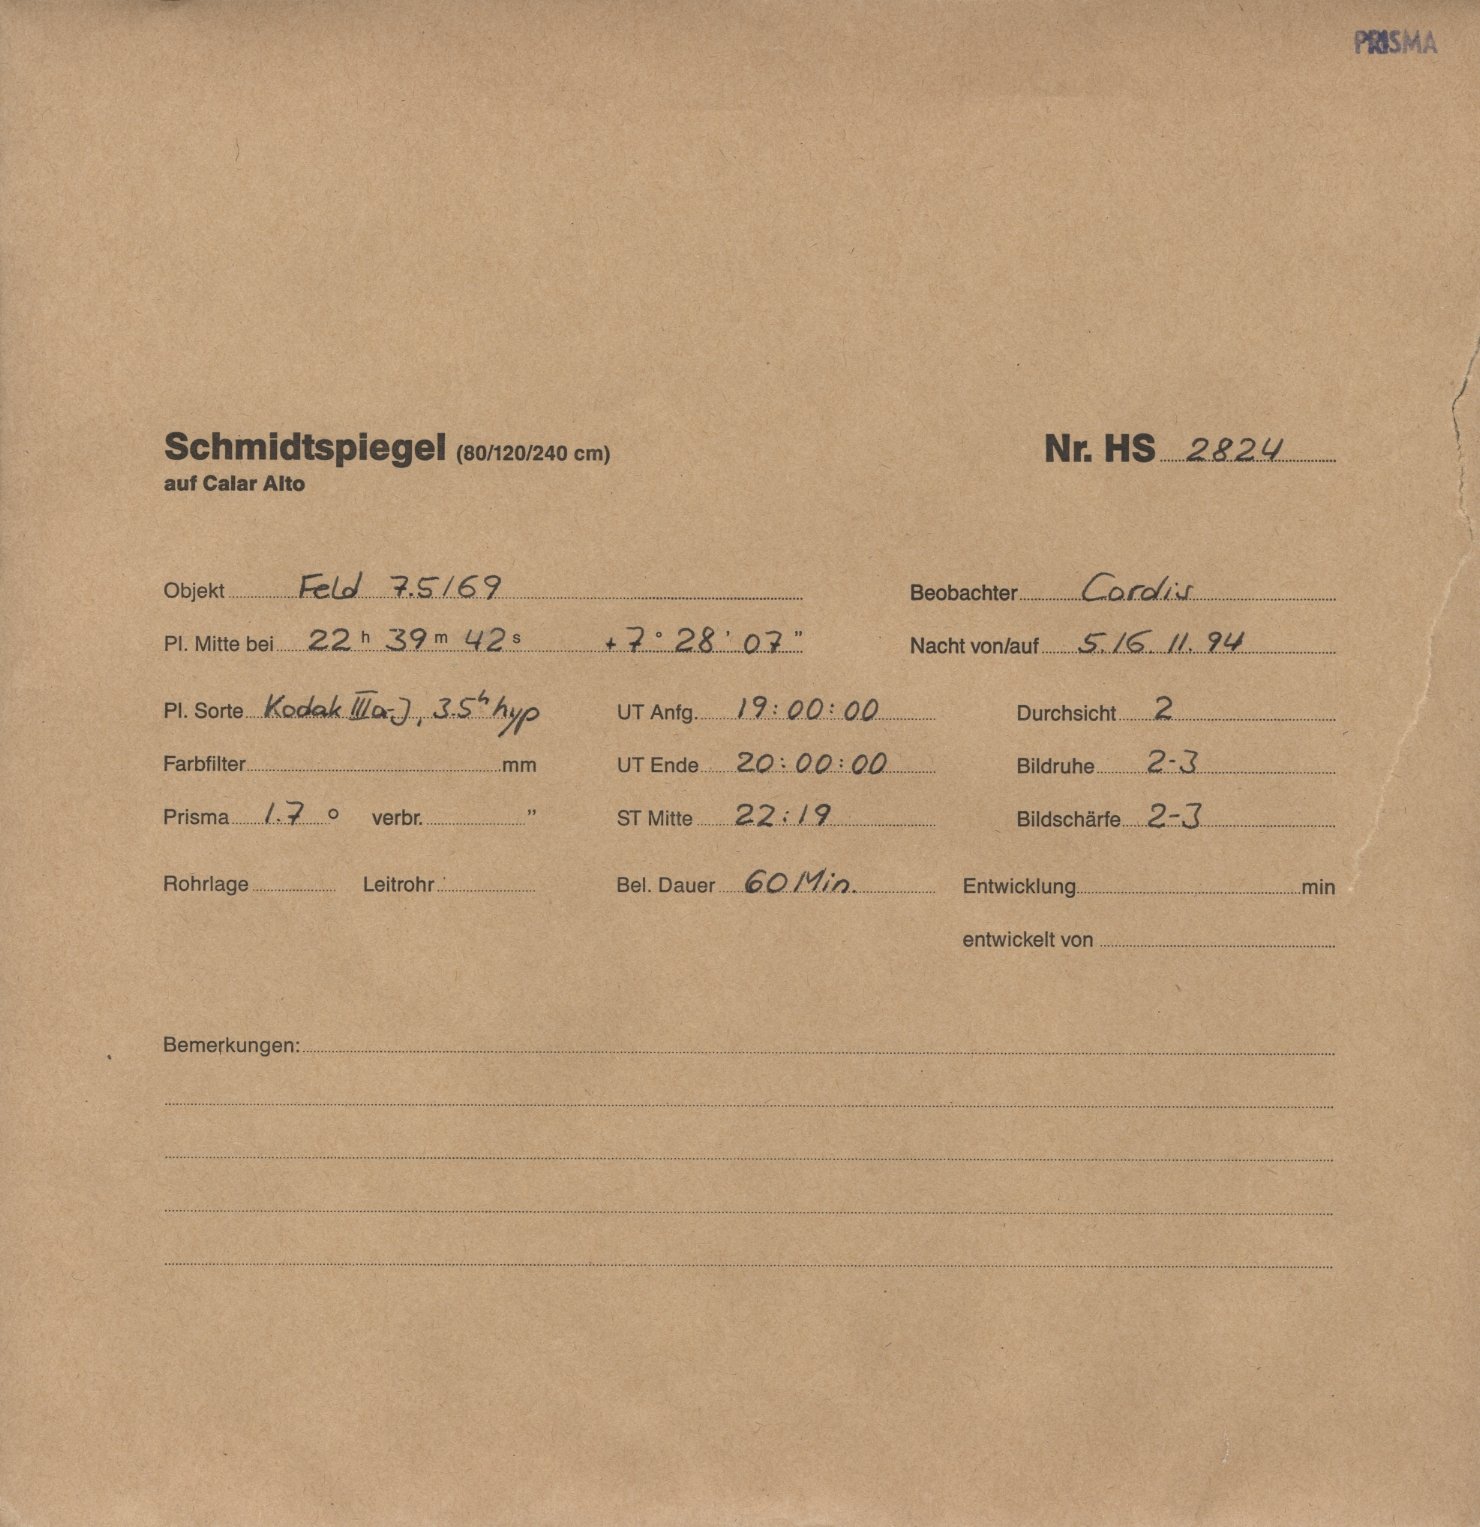 PRISMA
Schmidtspiegel (80/120/240 cm) Nr. HS 2824
auf Calar Alto
Objekt Feld 7.5/69 Beobachter Cordis
Pl. Mitte bei 22 h 39 m 42 s +7° 28' 07" Nacht von/auf 5./6. 11. 94
Pl. Sorte Kodak IIIa-J, 3.5h hyp UT Anfg. 19:00:00 Durchsicht 2
Farbfilter mm UT Ende 20:00:00 Bildruhe 2-3
Prisma 1.7 ° verbr. " ST Mitte 22:19 Bildschärfe 2-3
Rohrlage Leitrohr Bel. Dauer 60 Min. Entwicklung min
entwickelt von
Bemerkungen: